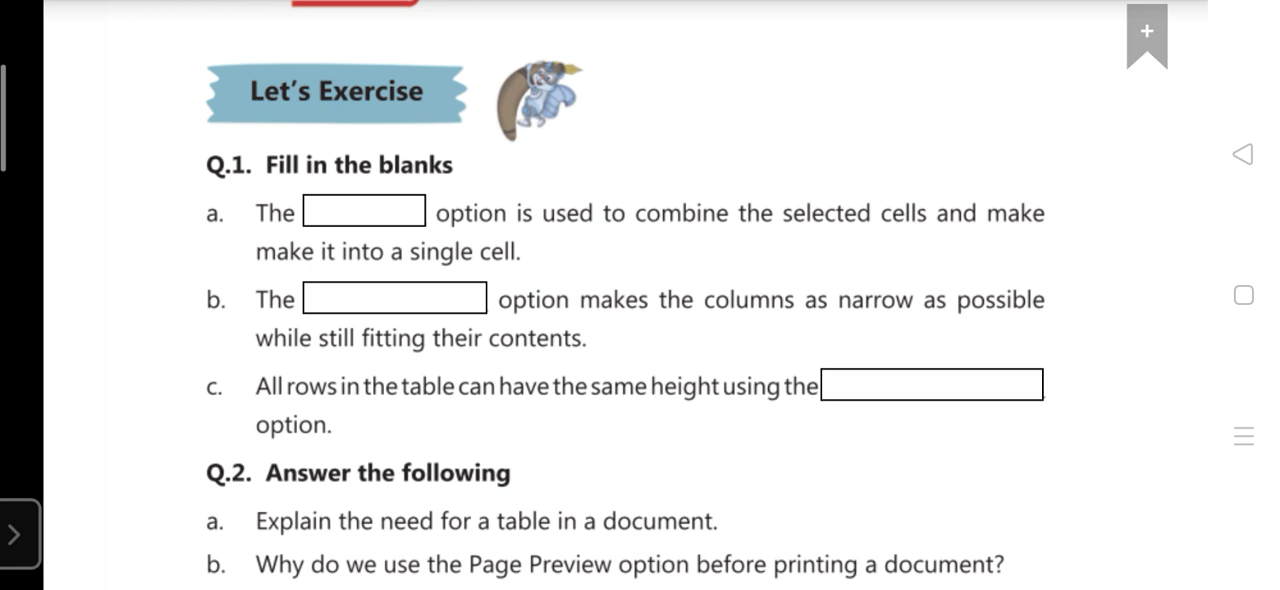 Let's Exercise
Q.1. Fill in the blanks
a. The option is used to combine the selected cells and make
make it into a single cell.
b. The option makes the columns as narrow as possible
while still fitting their contents.
c. All rows in the table can have the same height using the
option.
Q.2. Answer the following
a. Explain the need for a table in a document.
b. Why do we use the Page Preview option before printing a document?